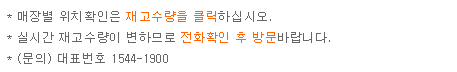 * 매장별 위치확인은 재고수량을 클릭하십시오.
* 실시간 재고수량이 변하므로 전화확인 후 방문바랍니다.
* (문의) 대표번호 1544-1900